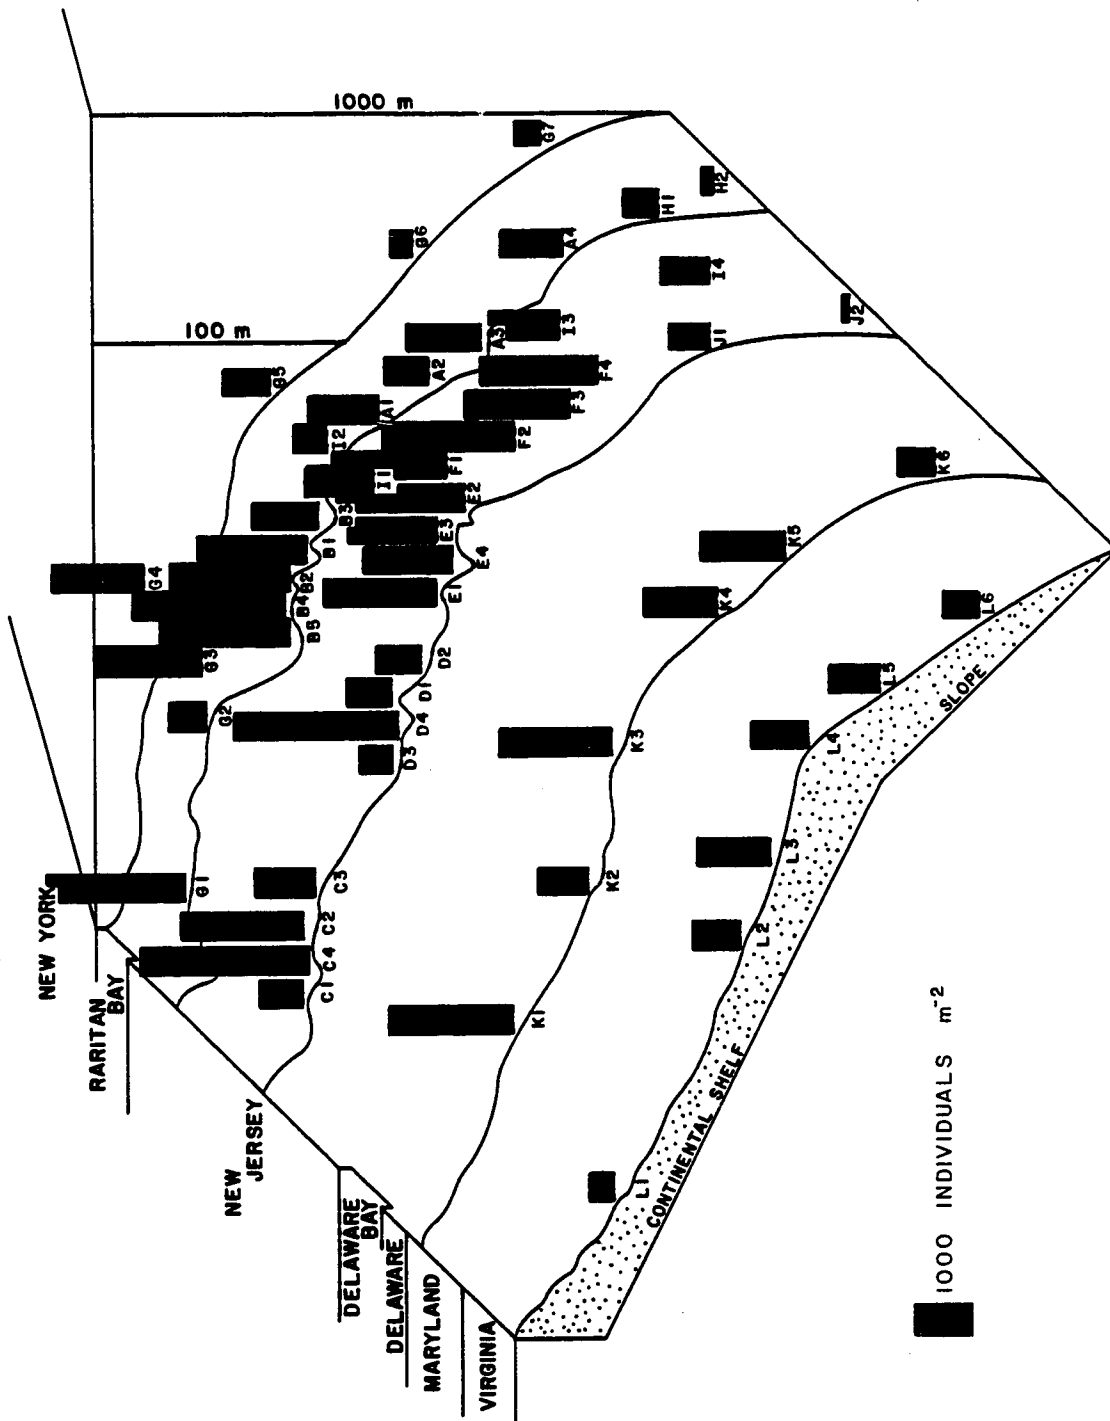 1000 m
100 m
NEW YORK
RARITAN
BAY
NEW
JERSEY
DELAWARE
BAY
DELAWARE
MARYLAND
VIRGINIA
G7
H2
H1
G6
A4
I4
J2
I3
J1
A3
A2
F4
G5
F3
A1
I2
F2
F1
I1
E2
K6
B3
E3
B1
E4
K5
G4
B2
E1
B4
K4
L6
B5
G3
D2
D1
L5
G2
D4
D3
K3
L4
G1
C3
K2
L3
C2
C4
L2
C1
K1
L1
SLOPE
CONTINENTAL SHELF
1000 INDIVIDUALS m-2